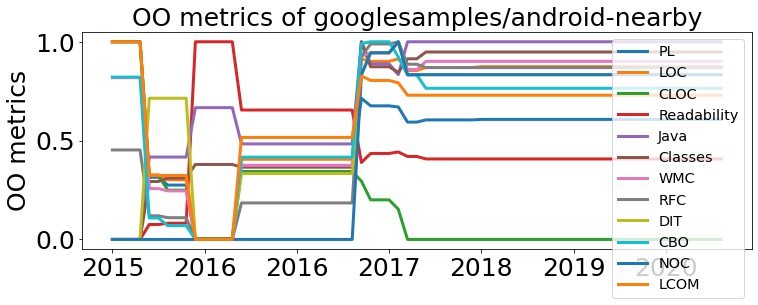 OO metrics of googlesamples/android-nearby
OO metrics
1.0
0.5
0.0
2015
2016
2016
2017
2018
2019
2020
PL
LOC
CLOC
Readability
Java
Classes
WMC
RFC
DIT
CBO
NOC
LCOM